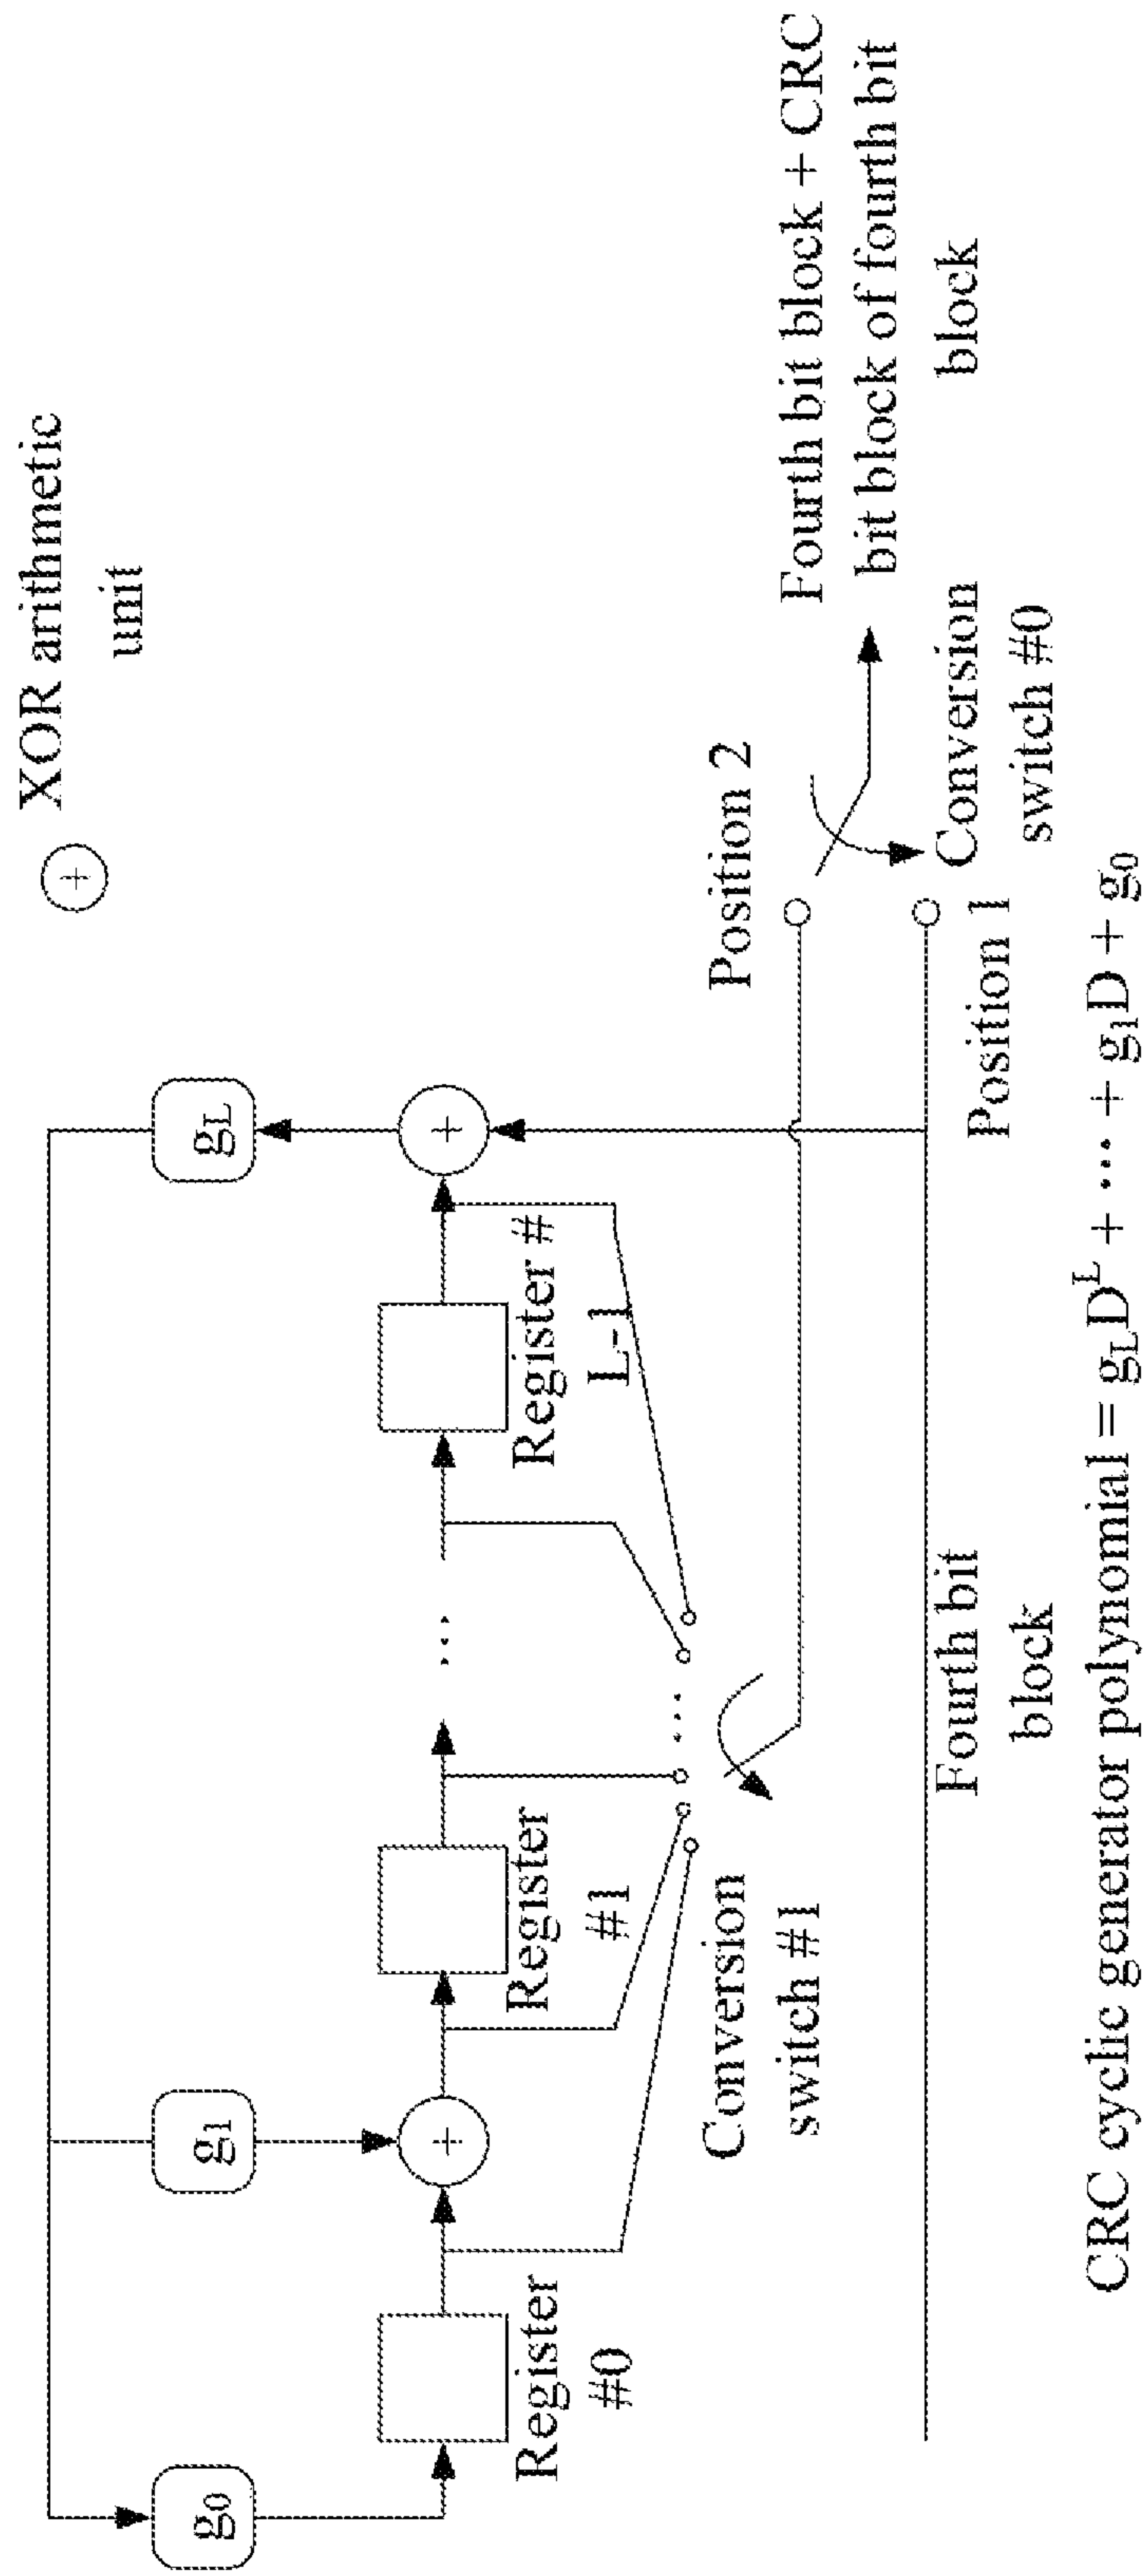 XOR arithmetic
unit
g₀
g₁
g_L
Register
#0
Register
#1
...
Register #
L-1
...
Conversion
switch #1
Position 2
Fourth bit block + CRC
bit block of fourth bit
block
Fourth bit
block
Position 1
Conversion
switch #0
CRC cyclic generator polynomial = g_L D^L + ··· + g₁D + g₀